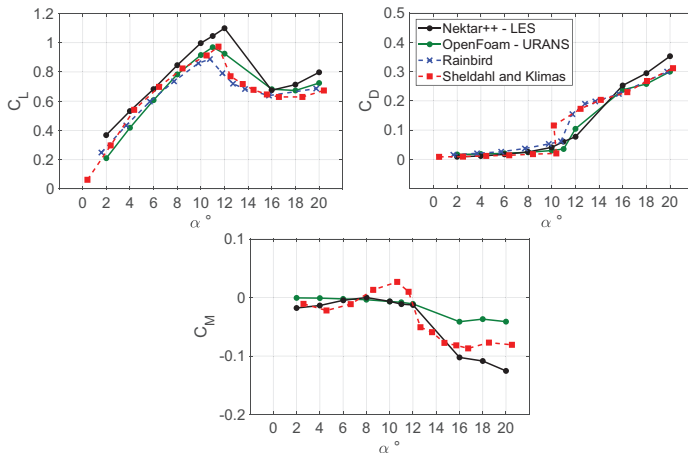 1.2
1
0.8
0.6
0.4
0.2
0
C_L
0 2 4 6 8 10 12 14 16 18 20
α °
0.5
0.4
0.3
0.2
0.1
0
C_D
Nektar++ - LES
OpenFoam - URANS
Rainbird
Sheldahl and Klimas
0 2 4 6 8 10 12 14 16 18 20
α °
0.1
0
-0.1
-0.2
C_M
0 2 4 6 8 10 12 14 16 18 20
α °